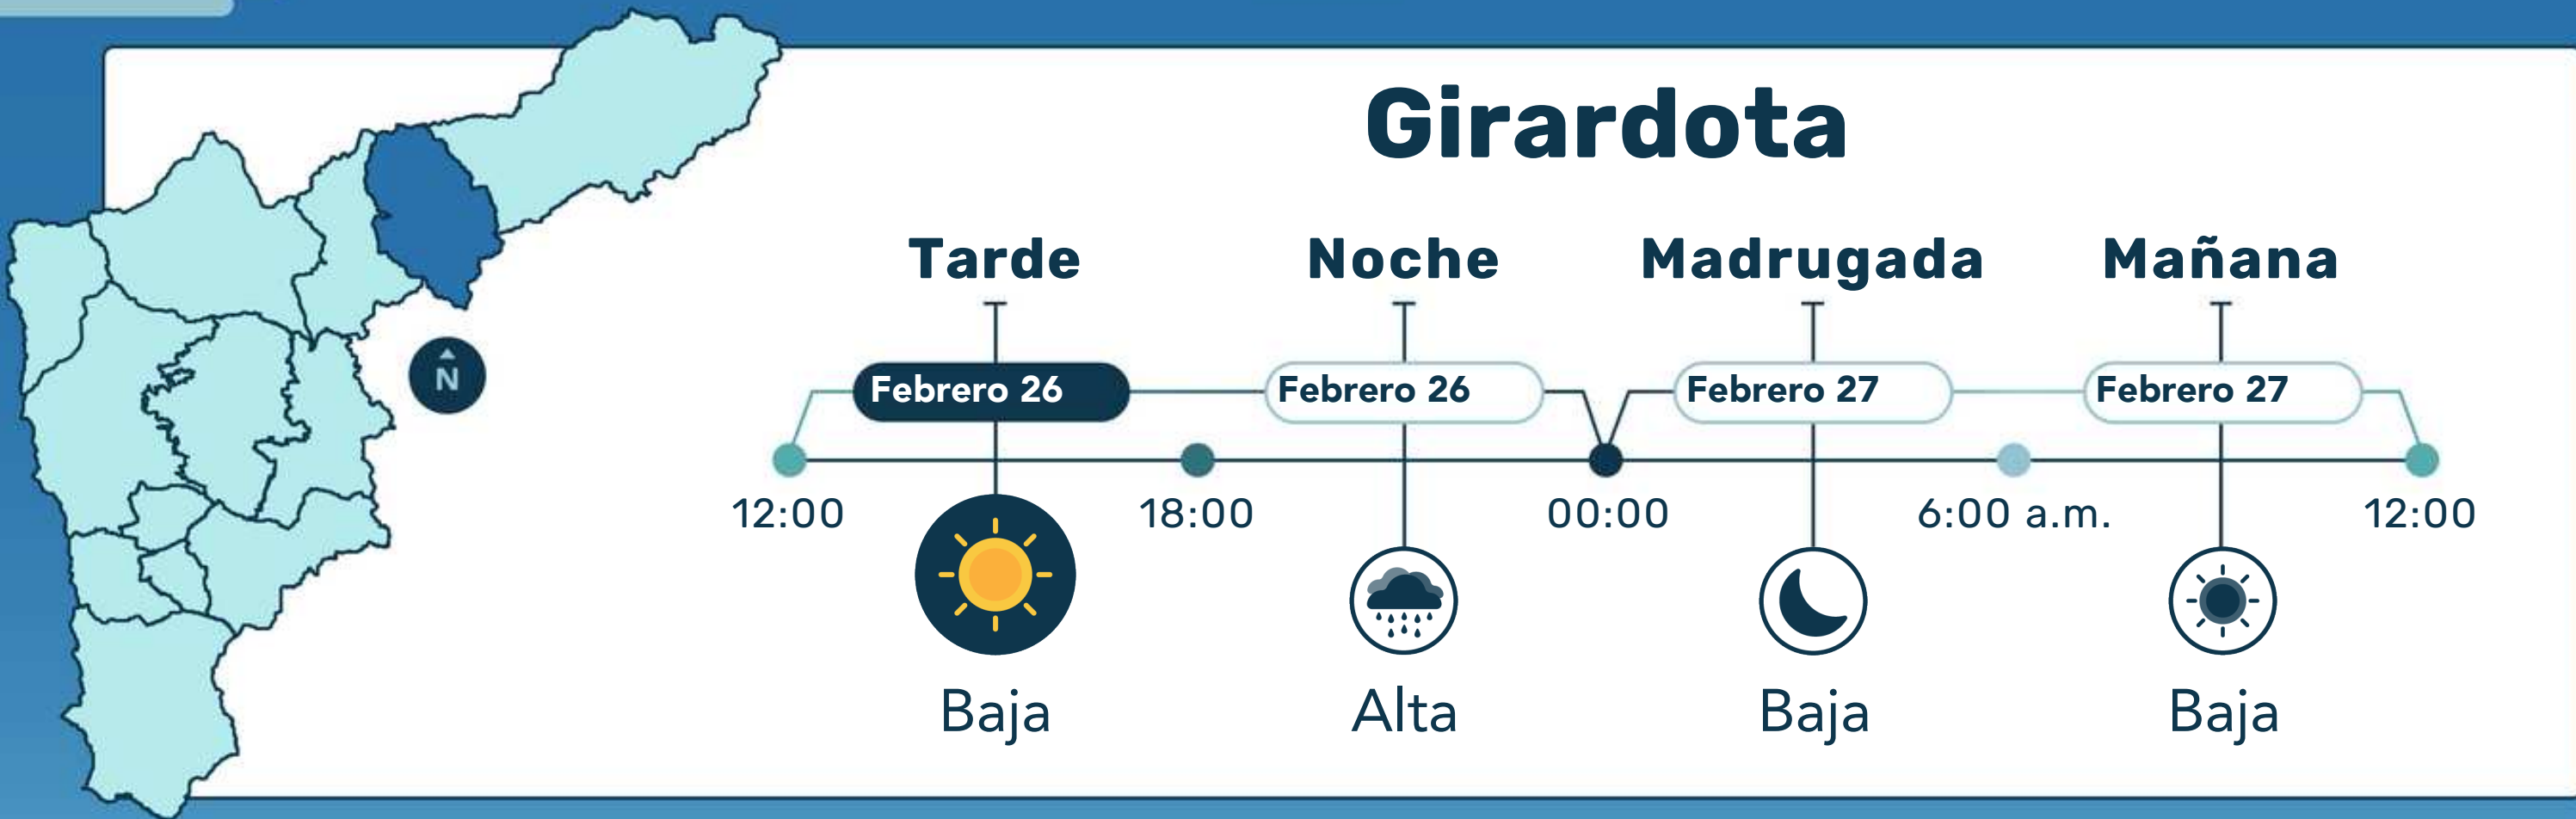 Girardota
Tarde
Noche
Madrugada
Mañana
Febrero 26
Febrero 26
Febrero 27
Febrero 27
N
12:00
18:00
00:00
6:00 a.m.
12:00
Baja
Alta
Baja
Baja